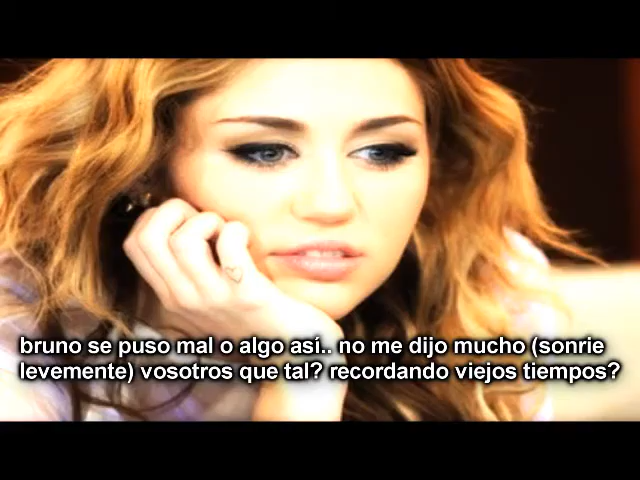 bruno se puso mal o algo así.. no me dijo mucho (sonrie
levemente) vosotros que tal? recordando viejos tiempos?